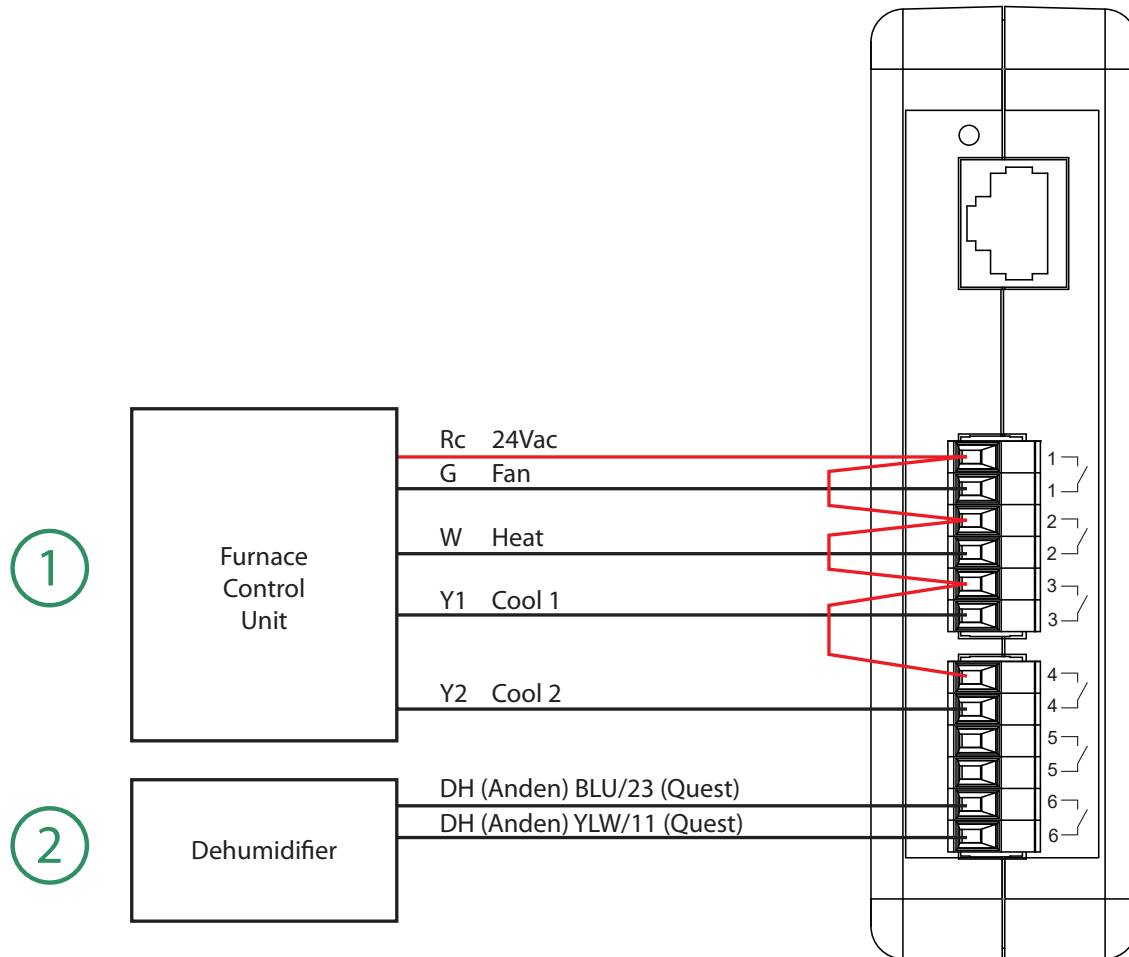 Rc 24Vac
G Fan
W Heat
Y1 Cool 1
Y2 Cool 2
1
Furnace
Control
Unit
DH (Anden) BLU/23 (Quest)
DH (Anden) YLW/11 (Quest)
2
Dehumidifier
1
1
2
2
3
3
4
4
5
5
6
6